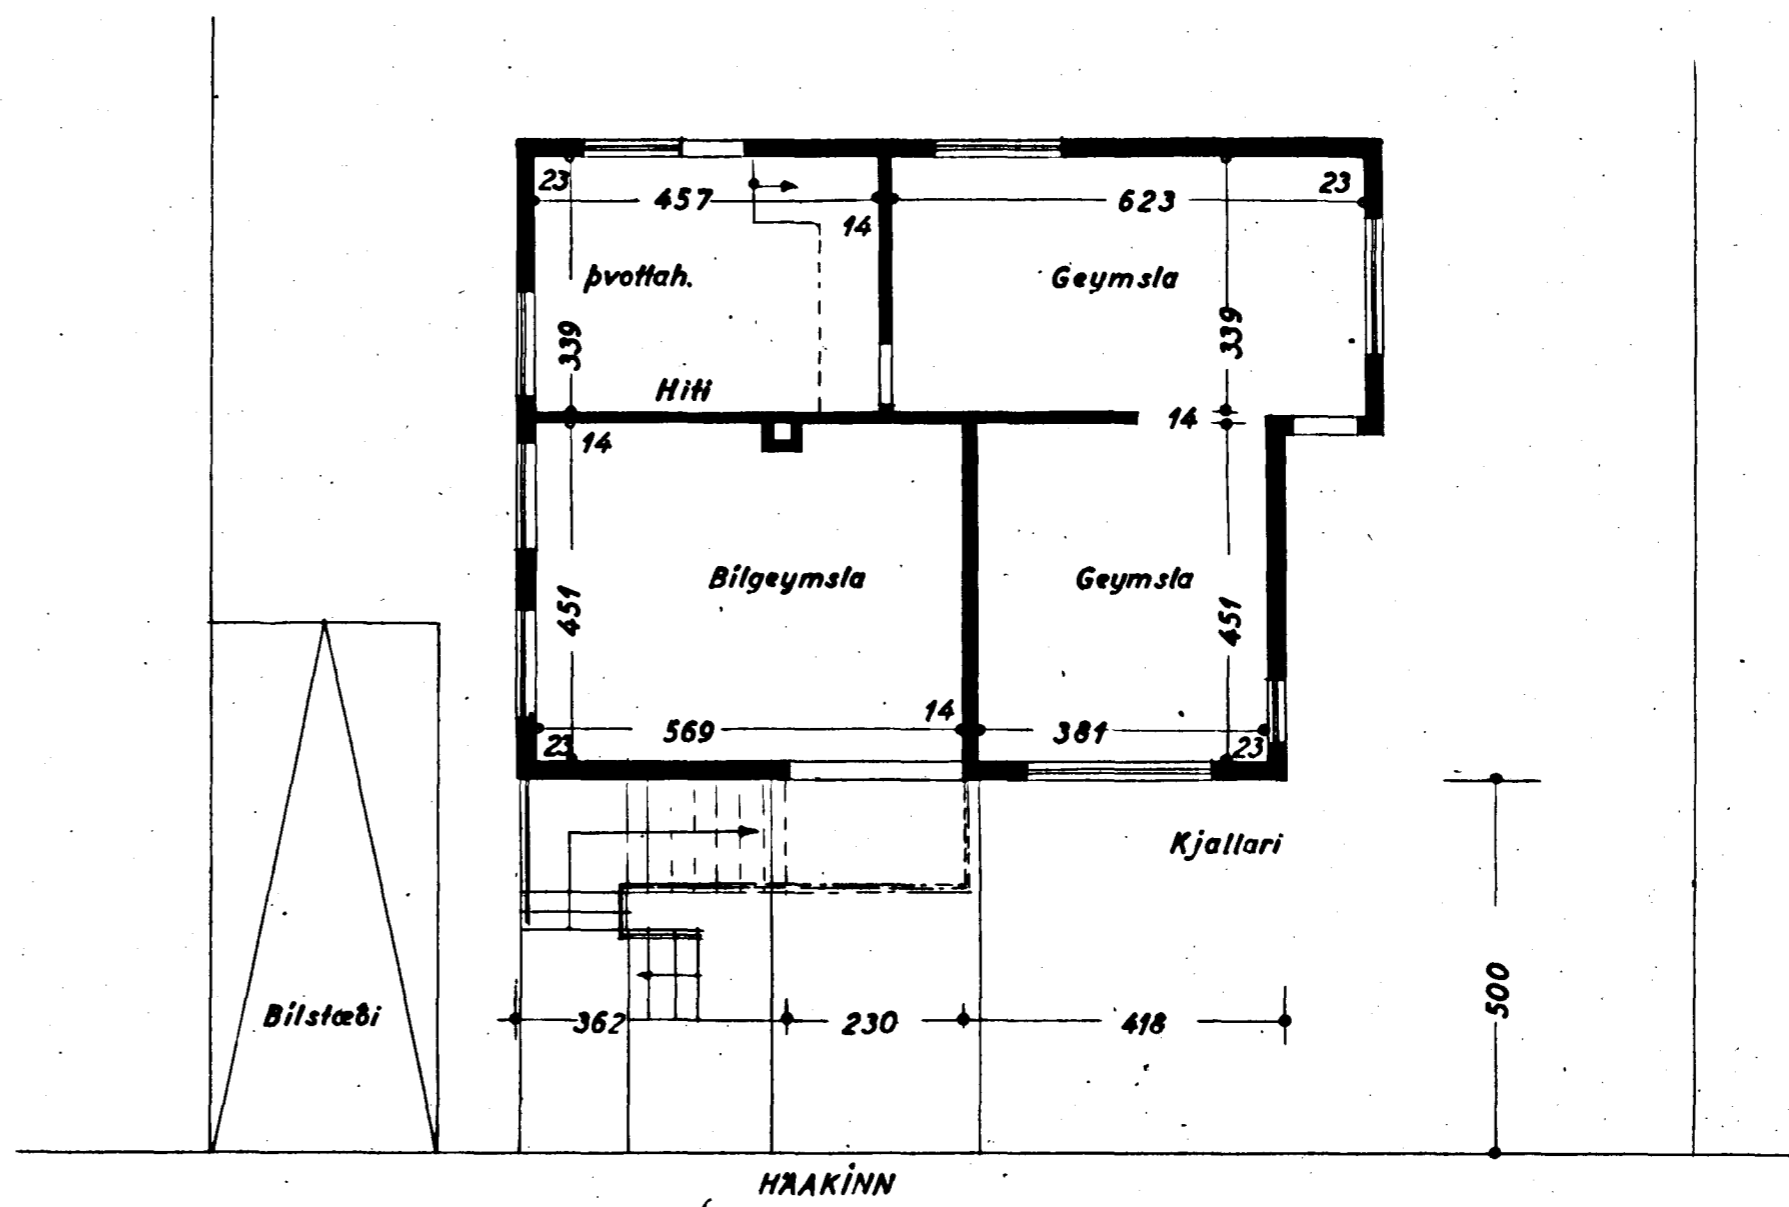 23 457 14 623 23
þvottah. Geymsla
339 339
Hiti
14 14
Bílgeymsla Geymsla
451 451
23 569 14 381 23
Kjallari
Bílstæði
362 230 418 500
HÁAKINN